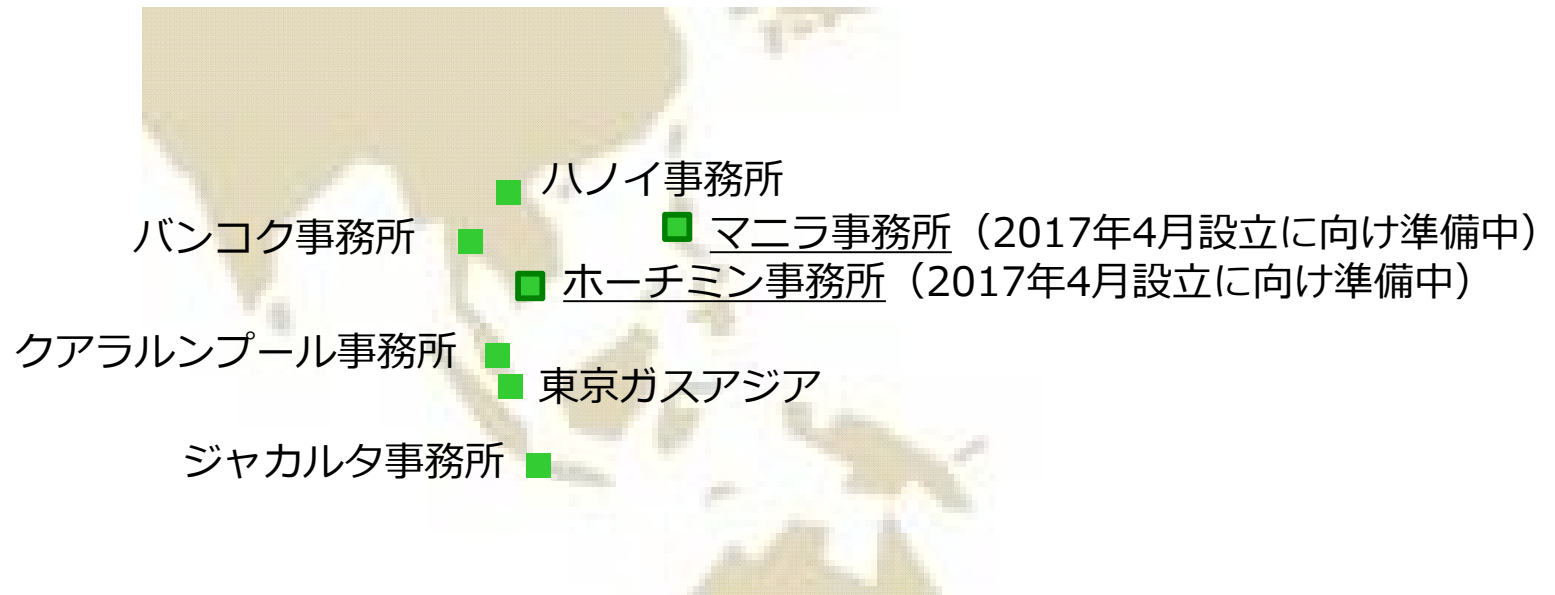 ハノイ事務所
バンコク事務所
マニラ事務所（2017年4月設立に向け準備中）
ホーチミン事務所（2017年4月設立に向け準備中）
クアラルンプール事務所
東京ガスアジア
ジャカルタ事務所